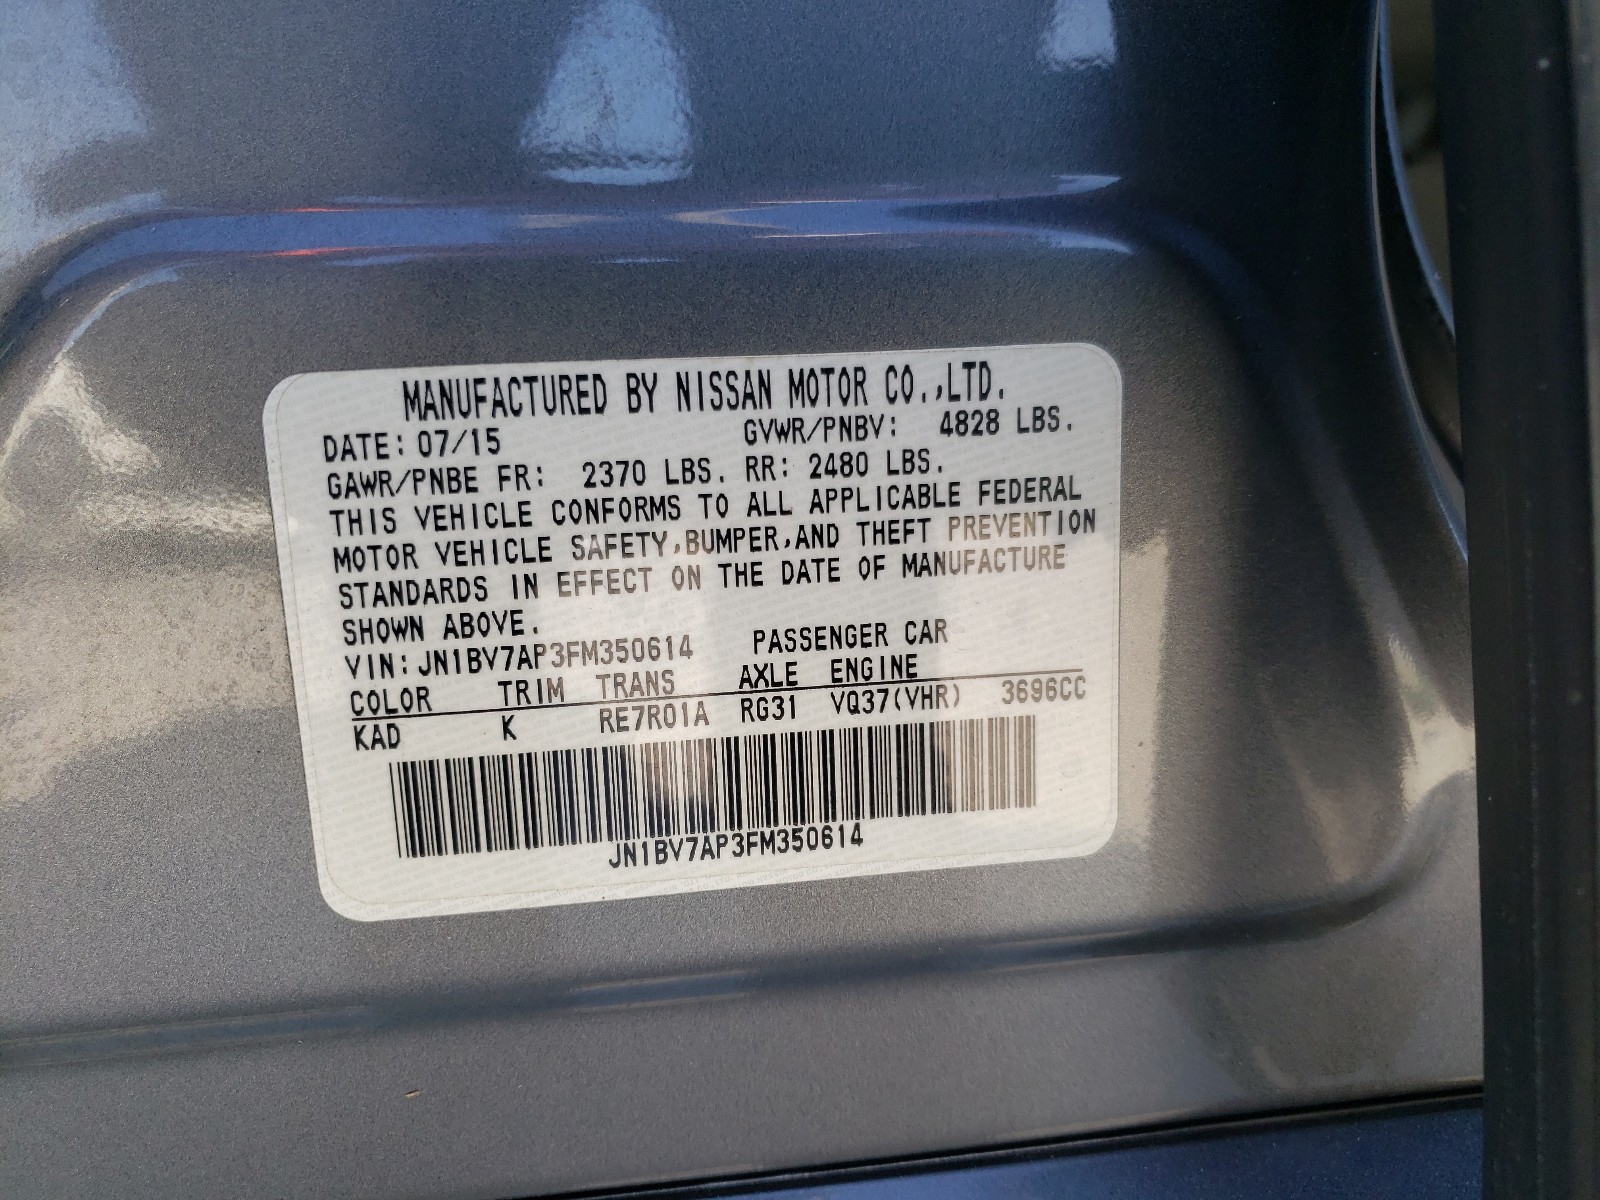 MANUFACTURED BY NISSAN MOTOR CO.,LTD.
DATE: 07/15 GVWR/PNBV: 4828 LBS.
GAWR/PNBE FR: 2370 LBS. RR: 2480 LBS.
THIS VEHICLE CONFORMS TO ALL APPLICABLE FEDERAL
MOTOR VEHICLE SAFETY,BUMPER,AND THEFT PREVENTION
STANDARDS IN EFFECT ON THE DATE OF MANUFACTURE
SHOWN ABOVE.
VIN: JN1BV7AP3FM350614 PASSENGER CAR
COLOR TRIM TRANS AXLE ENGINE
KAD K RE7R01A RG31 VQ37(VHR) 3696CC
JN1BV7AP3FM350614